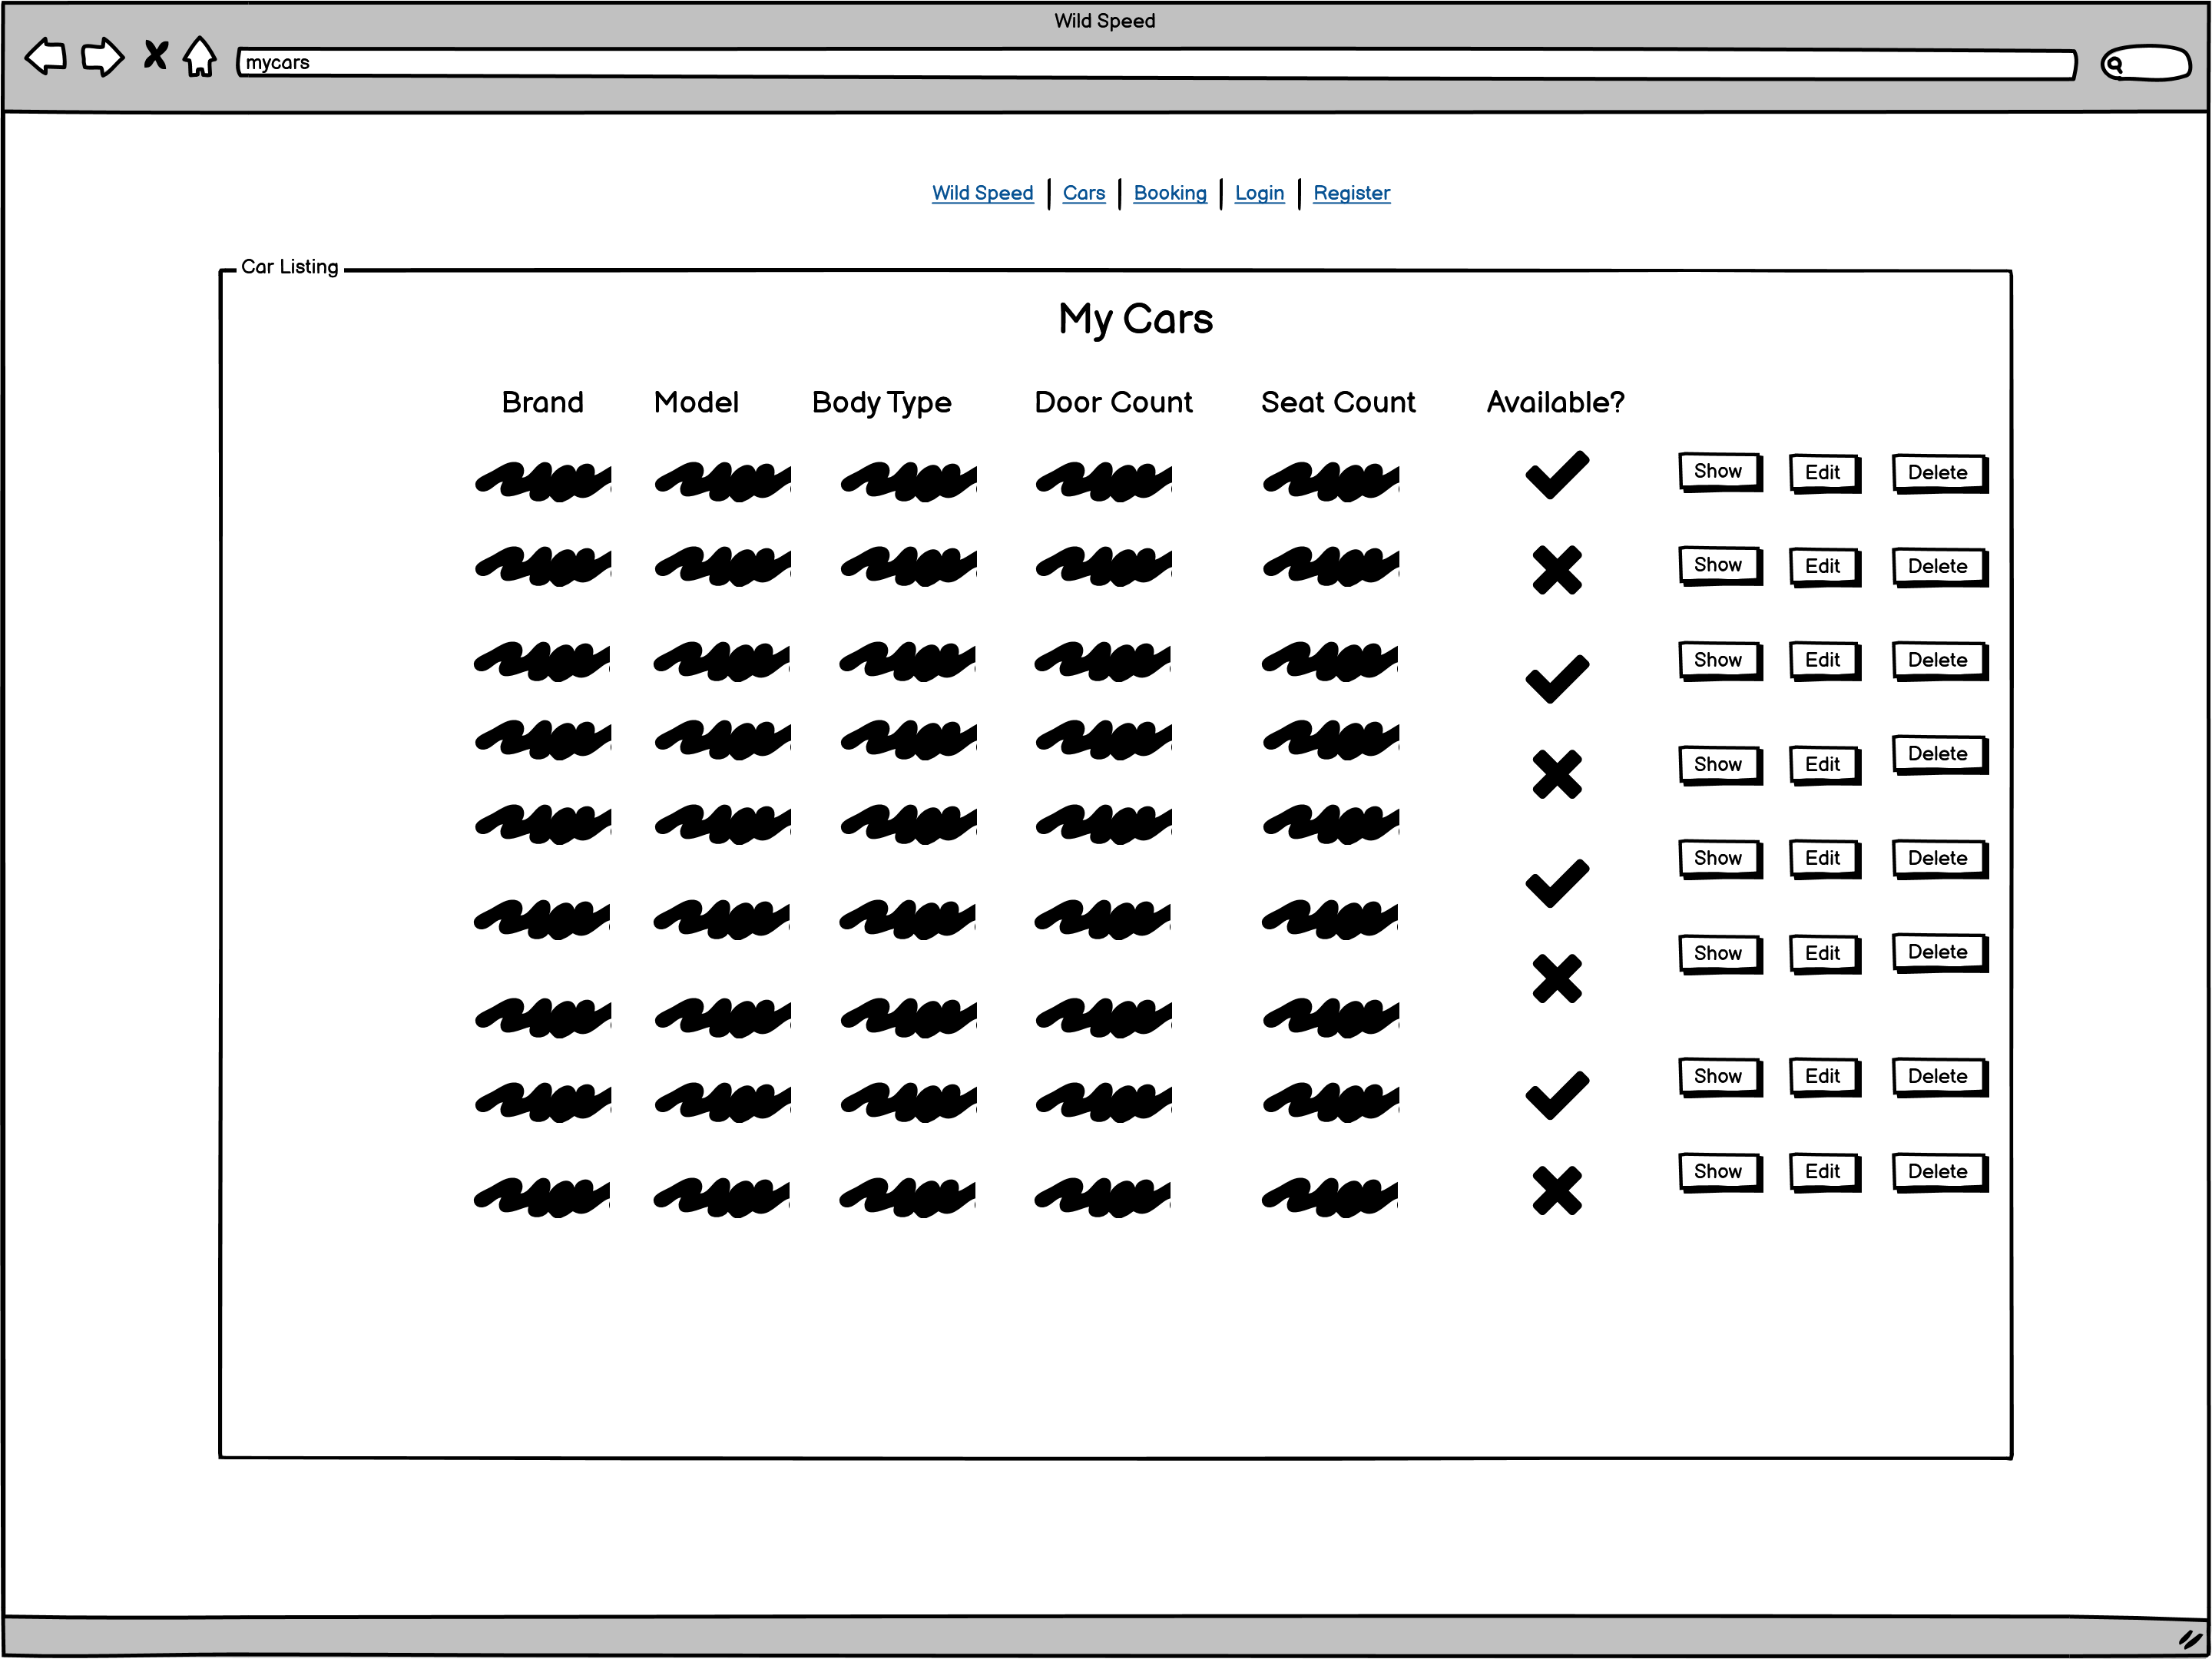 Wild Speed
mycars
Wild Speed | Cars | Booking | Login | Register
Car Listing
My Cars
Brand Model Body Type Door Count Seat Count Available?
Show Edit Delete
Show Edit Delete
Show Edit Delete
Show Edit Delete
Show Edit Delete
Show Edit Delete
Show Edit Delete
Show Edit Delete